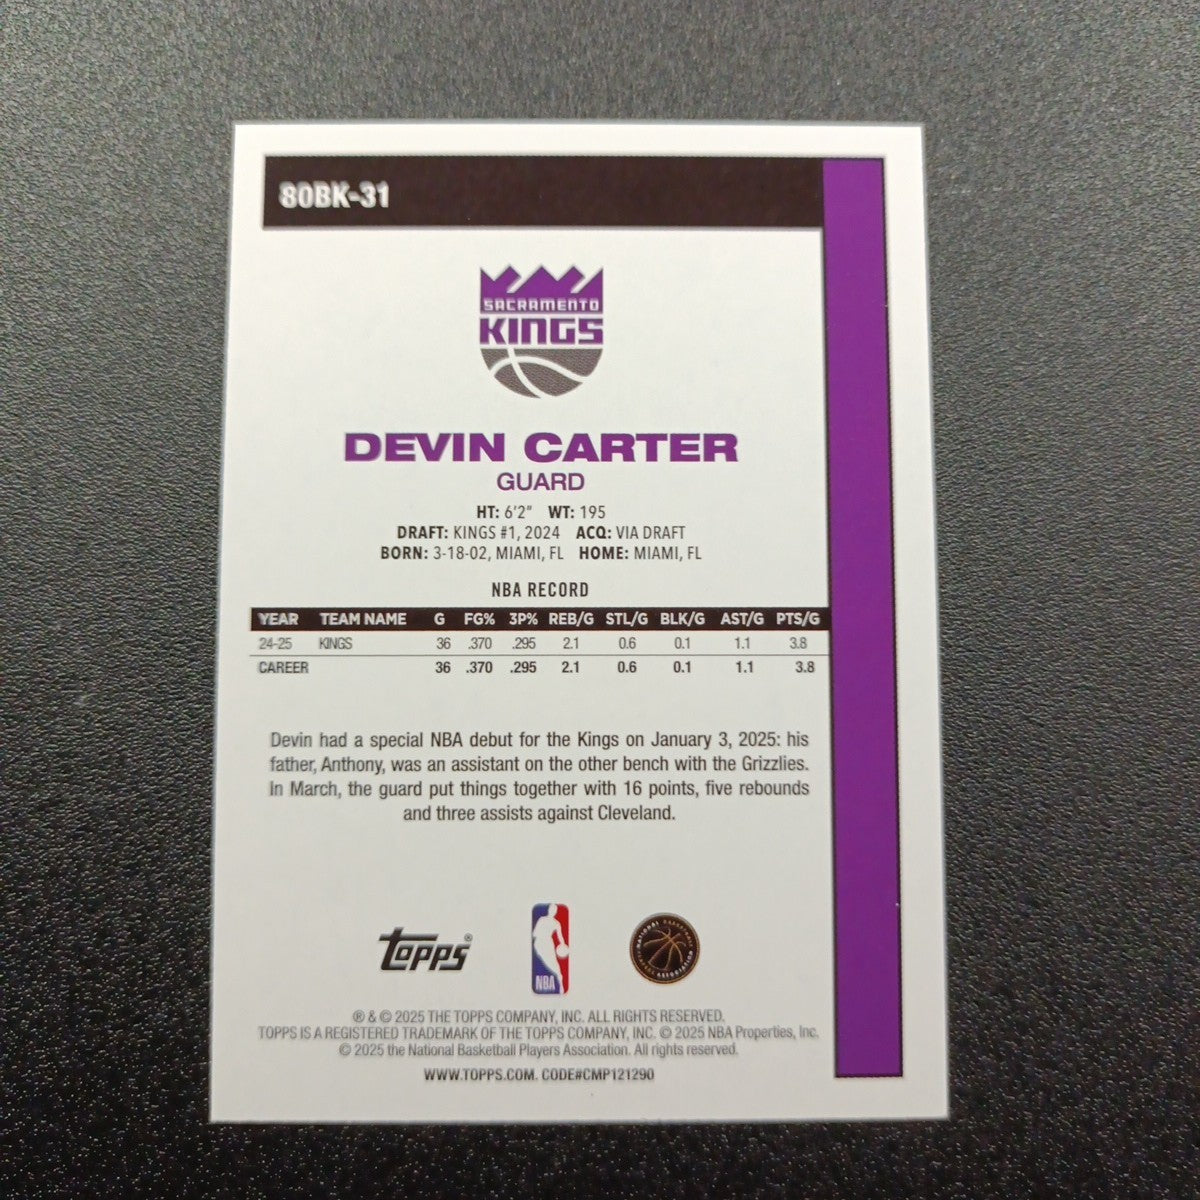 80BK-31
SACRAMENTO
KINGS
DEVIN CARTER
GUARD
HT: 6'2" WT: 195
DRAFT: KINGS #1, 2024 ACQ: VIA DRAFT
BORN: 3-18-02, MIAMI, FL HOME: MIAMI, FL
NBA RECORD
YEAR TEAM NAME G FG% 3P% REB/G STL/G BLK/G AST/G PTS/G
24-25 KINGS 36 .370 .295 2.1 0.6 0.1 1.1 3.8
CAREER 36 .370 .295 2.1 0.6 0.1 1.1 3.8
Devin had a special NBA debut for the Kings on January 3, 2025: his
father, Anthony, was an assistant on the other bench with the Grizzlies.
In March, the guard put things together with 16 points, five rebounds
and three assists against Cleveland.
topps®
NBA
NATIONAL BASKETBALL
PLAYERS ASSOCIATION
® & © 2025 THE TOPPS COMPANY, INC. ALL RIGHTS RESERVED.
TOPPS IS A REGISTERED TRADEMARK OF THE TOPPS COMPANY, INC. © 2025 NBA Properties, Inc.
© 2025 the National Basketball Players Association. All rights reserved.
WWW.TOPPS.COM. CODE#CMP121290